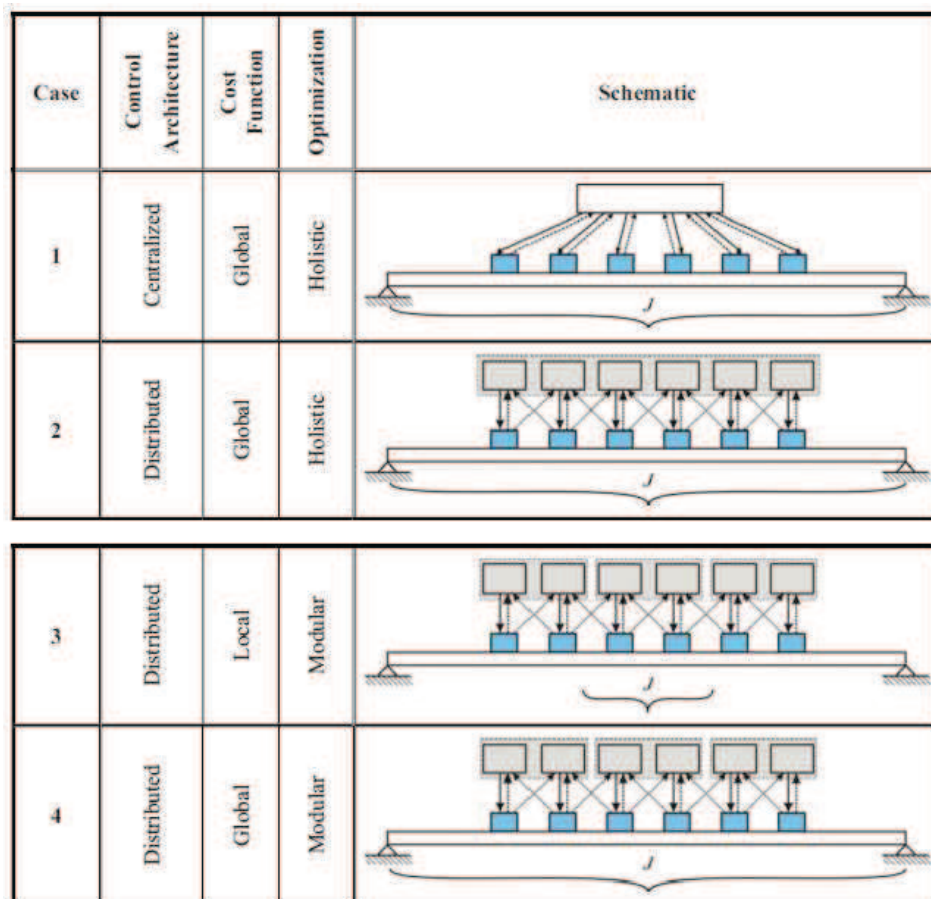 Case
Control
Architecture
Cost
Function
Optimization
Schematic
1
Centralized
Global
Holistic
J
2
Distributed
Global
Holistic
J
3
Distributed
Local
Modular
J
4
Distributed
Global
Modular
J